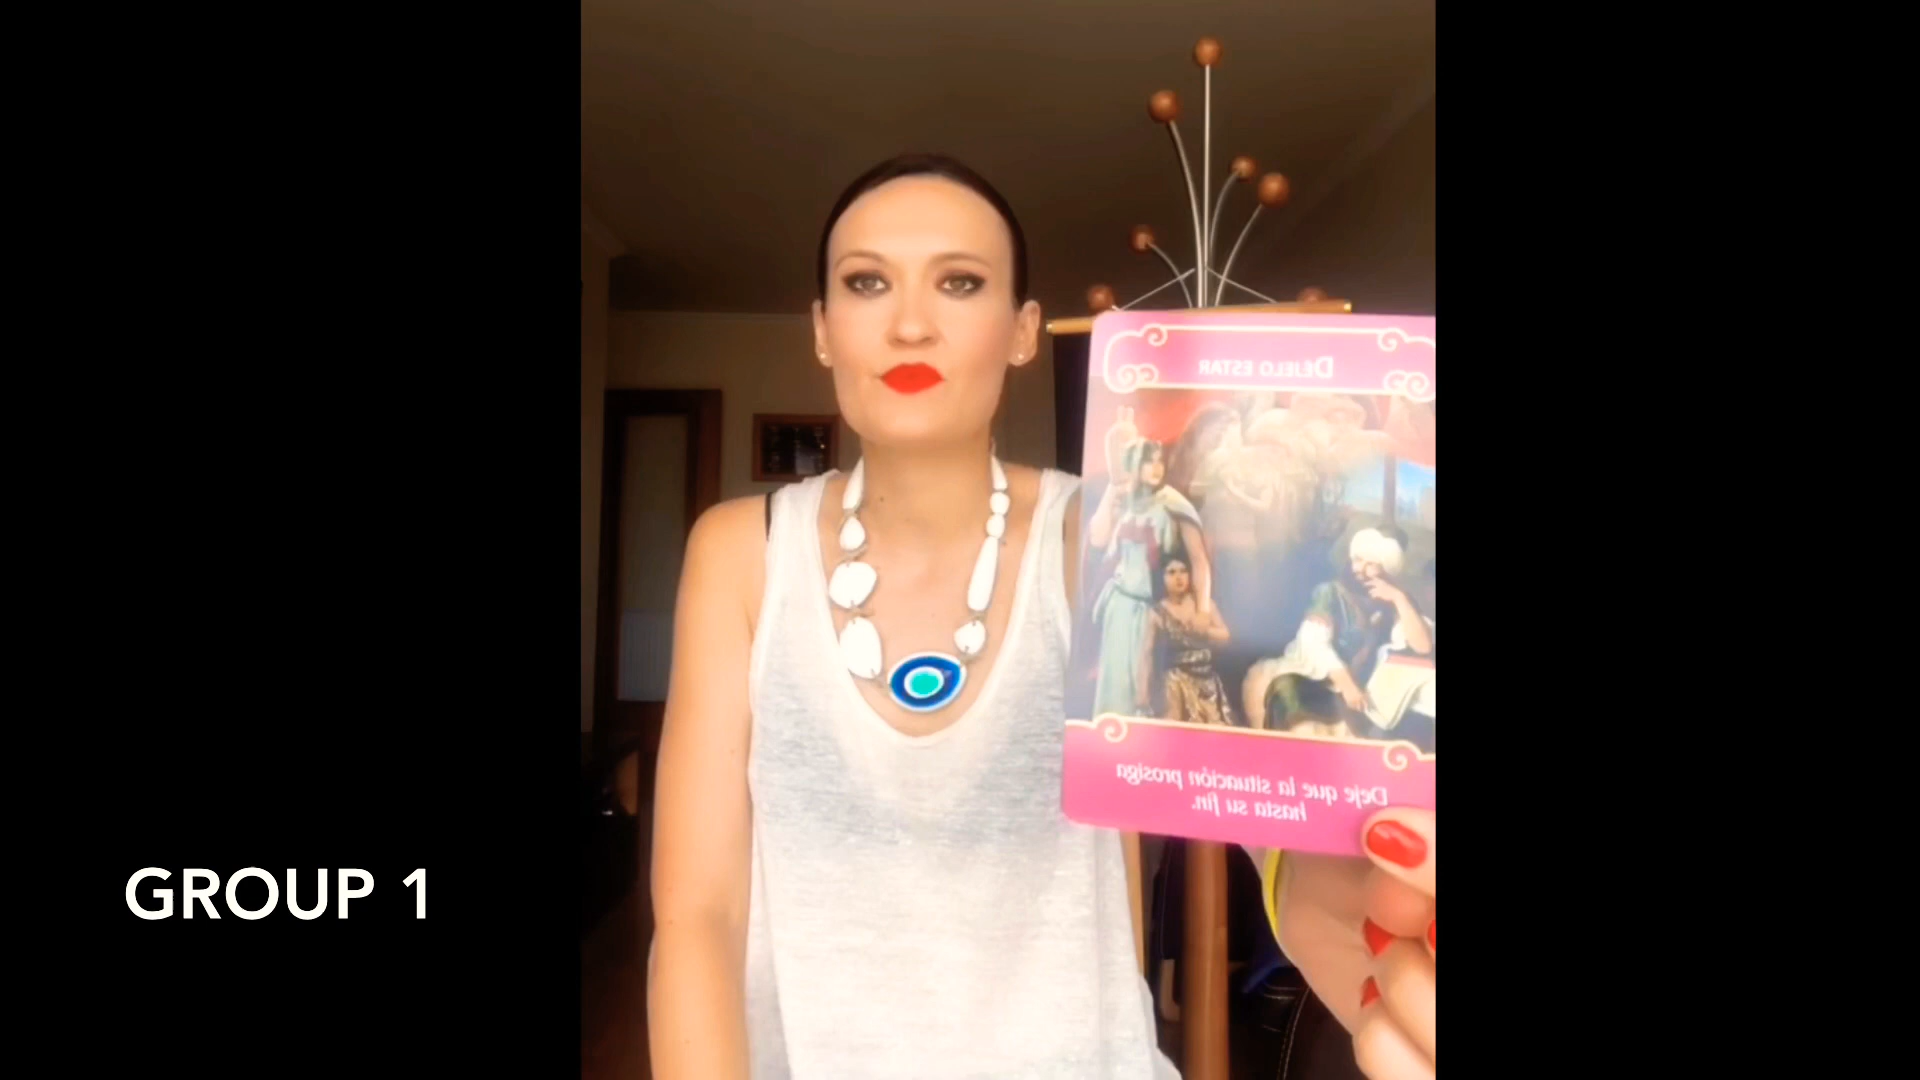 DEJELO ESTAR
Deje que la situación prosiga
hasta su fin.
GROUP 1